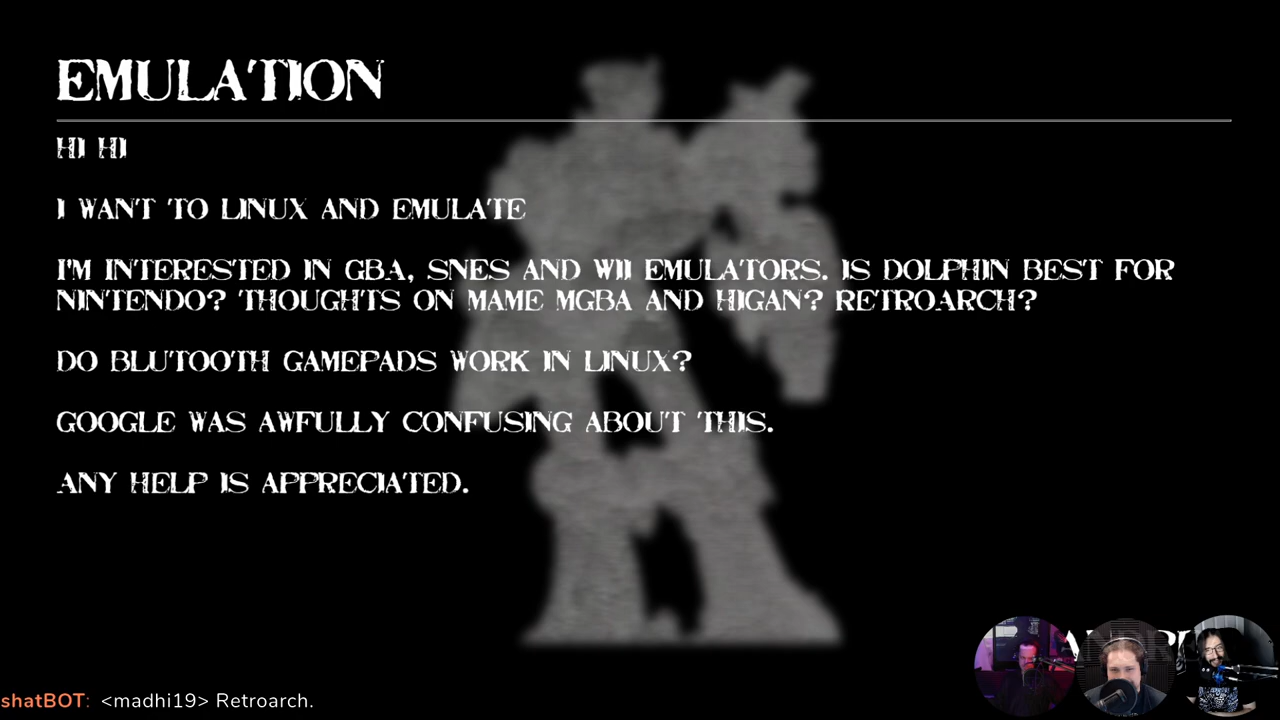 EMULATION
HI HI
I WANT TO LINUX AND EMULATE
I'M INTERESTED IN GBA, SNES AND WII EMULATORS. IS DOLPHIN BEST FOR
NINTENDO? THOUGHTS ON MAME MGBA AND HIGAN? RETROARCH?
DO BLUTOOTH GAMEPADS WORK IN LINUX?
GOOGLE WAS AWFULLY CONFUSING ABOUT THIS.
ANY HELP IS APPRECIATED.
shatBOT: <madhi19> Retroarch.